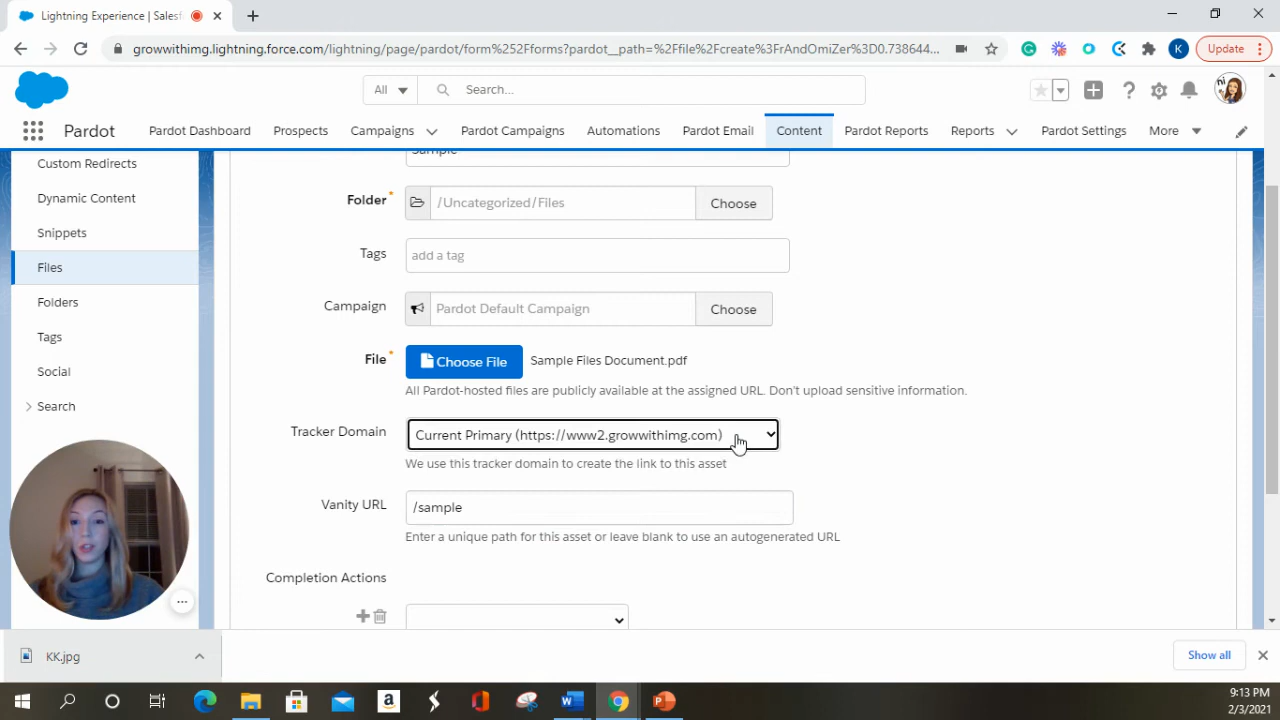 Lightning Experience | Salesf
growwithimg.lightning.force.com/lightning/page/pardot/form%252Fforms?pardot__path=%2Ffile%2Fcreate%3FrAndOmiZer%3D0.738644...
K
Update
All
Search...
hi
Pardot
Pardot Dashboard
Prospects
Campaigns
Pardot Campaigns
Automations
Pardot Email
Content
Pardot Reports
Reports
Pardot Settings
More
Custom Redirects
Dynamic Content
Snippets
Files
Folders
Tags
Social
Search
Sample
Folder*
/Uncategorized/Files
Choose
Tags
add a tag
Campaign
Pardot Default Campaign
Choose
File*
Choose File
Sample Files Document.pdf
All Pardot-hosted files are publicly available at the assigned URL. Don't upload sensitive information.
Tracker Domain
Current Primary (https://www2.growwithimg.com)
We use this tracker domain to create the link to this asset
Vanity URL
/sample
Enter a unique path for this asset or leave blank to use an autogenerated URL
Completion Actions
KK.jpg
Show all
9:13 PM
2/3/2021